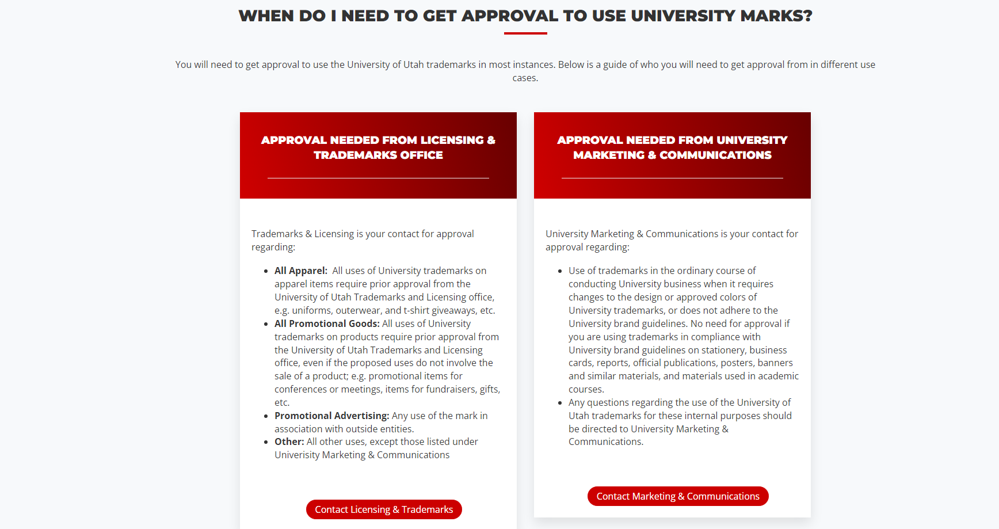 WHEN DO I NEED TO GET APPROVAL TO USE UNIVERSITY MARKS?
You will need to get approval to use the University of Utah trademarks in most instances. Below is a guide of who you will need to get approval from in different use
cases.
APPROVAL NEEDED FROM LICENSING &
TRADEMARKS OFFICE
Trademarks & Licensing is your contact for approval
regarding:
• All Apparel:  All uses of University trademarks on
apparel items require prior approval from the
University of Utah Trademarks and Licensing office,
e.g. uniforms, outerwear, and t-shirt giveaways, etc.
• All Promotional Goods: All uses of University
trademarks on products require prior approval from
the University of Utah Trademarks and Licensing
office, even if the proposed uses do not involve the
sale of a product; e.g. promotional items for
conferences or meetings, items for fundraisers, gifts,
etc.
• Promotional Advertising: Any use of the mark in
association with outside entities.
• Other: All other uses, except those listed under
Univerisity Marketing & Communications
Contact Licensing & Trademarks
APPROVAL NEEDED FROM UNIVERSITY
MARKETING & COMMUNICATIONS
University Marketing & Communications is your contact for
approval regarding:
• Use of trademarks in the ordinary course of
conducting University business when it requires
changes to the design or approved colors of
University trademarks, or does not adhere to the
University brand guidelines. No need for approval if
you are using trademarks in compliance with
University brand guidelines on stationery, business
cards, reports, official publications, posters, banners
and similar materials, and materials used in academic
courses.
• Any questions regarding the use of the University of
Utah trademarks for these internal purposes should
be directed to University Marketing &
Communications.
Contact Marketing & Communications